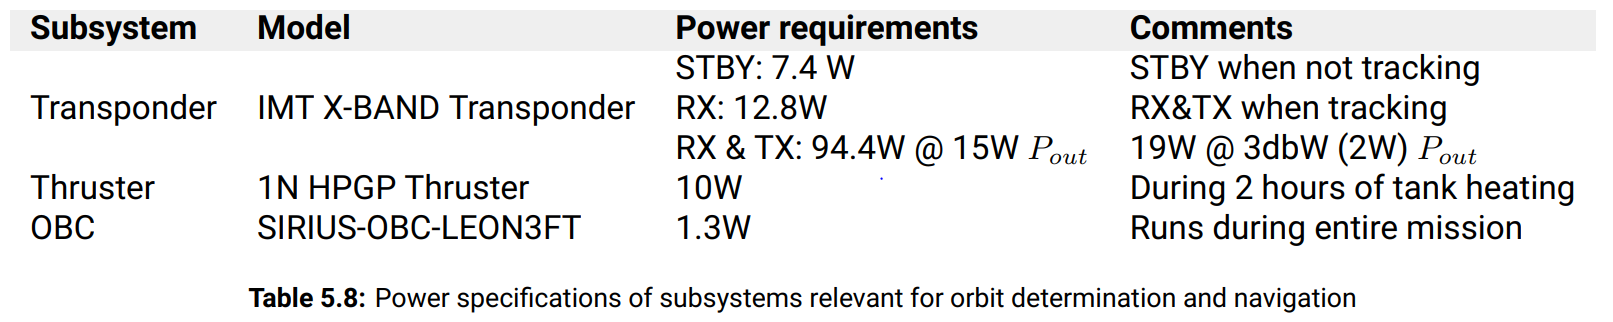 Subsystem Model Power requirements Comments
STBY: 7.4 W STBY when not tracking
Transponder IMT X-BAND Transponder RX: 12.8W RX&TX when tracking
RX & TX: 94.4W @ 15W P_out 19W @ 3dbW (2W) P_out
Thruster 1N HPGP Thruster 10W During 2 hours of tank heating
OBC SIRIUS-OBC-LEON3FT 1.3W Runs during entire mission
Table 5.8: Power specifications of subsystems relevant for orbit determination and navigation